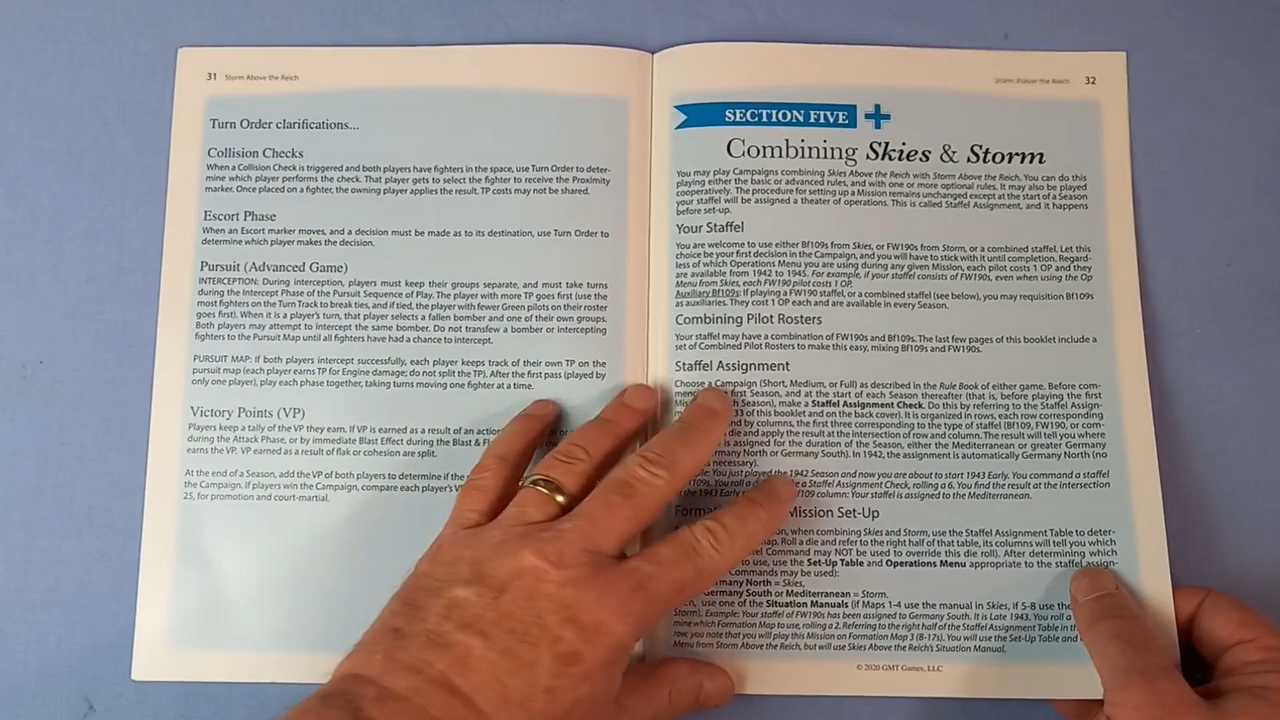 31 Storm Above the Reich
Turn Order clarifications...
Collision Checks
When a Collision Check is triggered and both players have fighters in the space, use Turn Order to deter-
mine which player performs the check. That player gets to select the fighter to receive the Proximity
marker. Once placed on a fighter, the owning player applies the result. TP costs may not be shared.
Escort Phase
When an Escort marker moves, and a decision must be made as to its destination, use Turn Order to
determine which player makes the decision.
Pursuit (Advanced Game)
INTERCEPTION: During interception, players must keep their groups separate, and must take turns
during the Intercept Phase of the Pursuit Sequence of Play. The player with more TP goes first (use the
most fighters on the Turn Track to break ties, and if tied, the player with fewer Green pilots on their roster
goes first). When it is a player's turn, that player selects a fallen bomber and one of their own groups.
Both players may attempt to intercept the same bomber. Do not transfew a bomber or intercepting
fighters to the Pursuit Map until all fighters have had a chance to intercept.
PURSUIT MAP: If both players intercept successfully, each player keeps track of their own TP on the
pursuit map (each player earns TP for Engine damage; do not split the TP). After the first pass (played by
only one player), play each phase together, taking turns moving one fighter at a time.
Victory Points (VP)
Players keep a tally of the VP they earn. If VP is earned as a result of an action
during the Attack Phase, or by immediate Blast Effect during the Blast &
earns the VP. VP earned as a result of flak or cohesion are split.
At the end of a Season, add the VP of both players to determine if the
the Campaign. If players win the Campaign, compare each player's
25, for promotion and court-martial.
Storm Above the Reich 32
SECTION FIVE
Combining Skies & Storm
You may play Campaigns combining Skies Above the Reich with Storm Above the Reich. You can do this
playing either the basic or advanced rules, and with one or more optional rules. It may also be played
cooperatively. The procedure for setting up a Mission remains unchanged except at the start of a Season
your staffel will be assigned a theater of operations. This is called Staffel Assignment, and it happens
before set-up.
Your Staffel
You are welcome to use either Bf109s from Skies, or FW190s from Storm, or a combined staffel. Let this
choice be your first decision in the Campaign, and you will have to stick with it until completion. Regard-
less of which Operations Menu you are using during any given Mission, each pilot costs 1 OP and they
are available from 1942 to 1945. For example, if your staffel consists of FW190s, even when using the Op
Menu from Skies, each FW190 pilot costs 1 OP.
Auxiliary Bf109s: If playing a FW190 staffel, or a combined staffel (see below), you may requisition Bf109s
as auxiliaries. They cost 1 OP each and are available in every Season.
Combining Pilot Rosters
Your staffel may have a combination of FW190s and Bf109s. The last few pages of this booklet include a
set of Combined Pilot Rosters to make this easy, mixing Bf109s and FW190s.
Staffel Assignment
Choose a Campaign (Short, Medium, or Full) as described in the Rule Book of either game. Before com-
first Season, and at the start of each Season thereafter (that is, before playing the first
Season), make a Staffel Assignment Check. Do this by referring to the Staffel Assign-
33 of this booklet and on the back cover). It is organized in rows, each row corresponding
and by columns, the first three corresponding to the type of staffel (Bf109, FW190, or com-
die and apply the result at the intersection of row and column. The result will tell you where
is assigned for the duration of the Season, either the Mediterranean or greater Germany
North or Germany South). In 1942, the assignment is automatically Germany North (no
necessary).
You just played the 1942 Season and now you are about to start 1943 Early. You command a staffel
You roll a Staffel Assignment Check, rolling a 6. You find the result at the intersection
the 1943 Early column: Your staffel is assigned to the Mediterranean.
Mission Set-Up
when combining Skies and Storm, use the Staffel Assignment Table to deter-
Roll a die and refer to the right half of that table, its columns will tell you which
Command may NOT be used to override this die roll). After determining which
to use, use the Set-Up Table and Operations Menu appropriate to the staffel assign-
Commands may be used):
North = Skies,
Germany South or Mediterranean = Storm.
use one of the Situation Manuals (if Maps 1-4 use the manual in Skies, if 5-8 use the
Storm). Example: Your staffel of FW190s has been assigned to Germany South. It is Late 1943. You roll a
mine which Formation Map to use, rolling a 2. Referring to the right half of the Staffel Assignment Table in
row, you note that you will play this Mission on Formation Map 3 (B-17s). You will use the Set-Up Table and
Menu from Storm Above the Reich, but will use Skies Above the Reich's Situation Manual.
© 2020 GMT Games, LLC